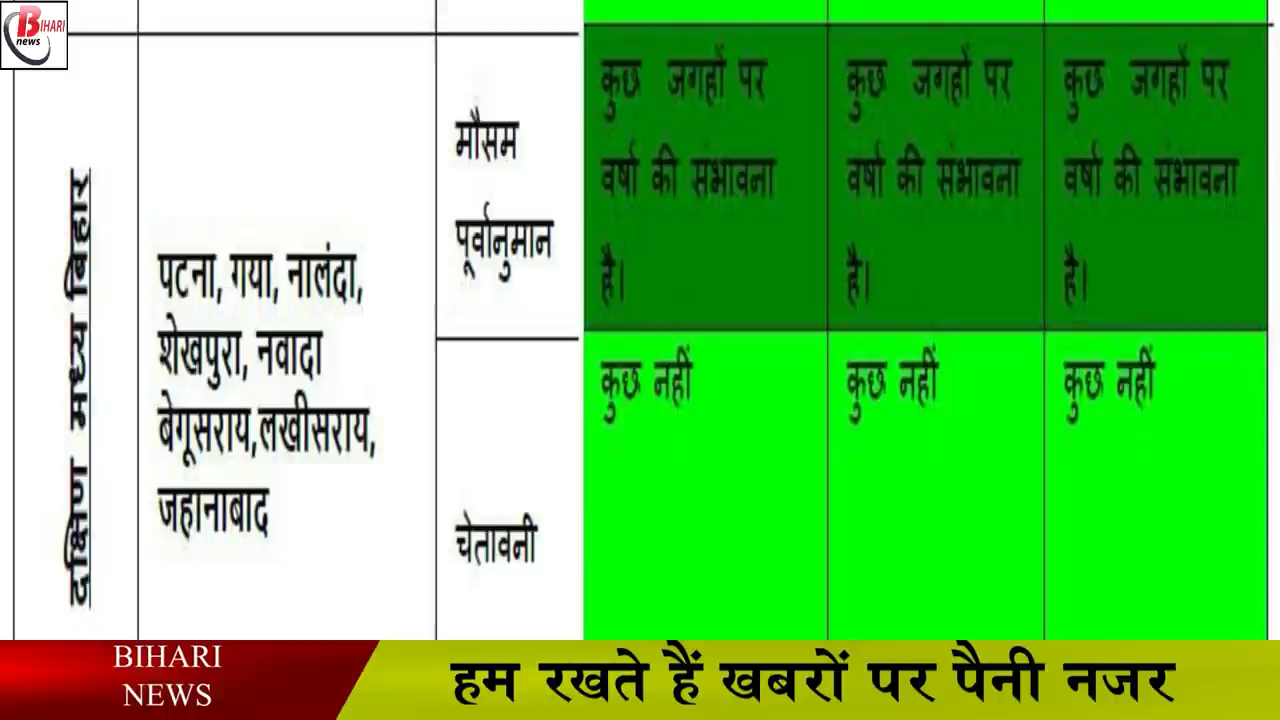 BIHARI
news
दक्षिण मध्य बिहार
पटना, गया, नालंदा,
शेखपुरा, नवादा
बेगूसराय,लखीसराय,
जहानाबाद
मौसम
पूर्वानुमान
कुछ जगहों पर
वर्षा की संभावना
है।
कुछ जगहों पर
वर्षा की संभावना
है।
कुछ जगहों पर
वर्षा की संभावना
है।
चेतावनी
कुछ नहीं
कुछ नहीं
कुछ नहीं
BIHARI
NEWS
हम रखते हैं खबरों पर पैनी नजर